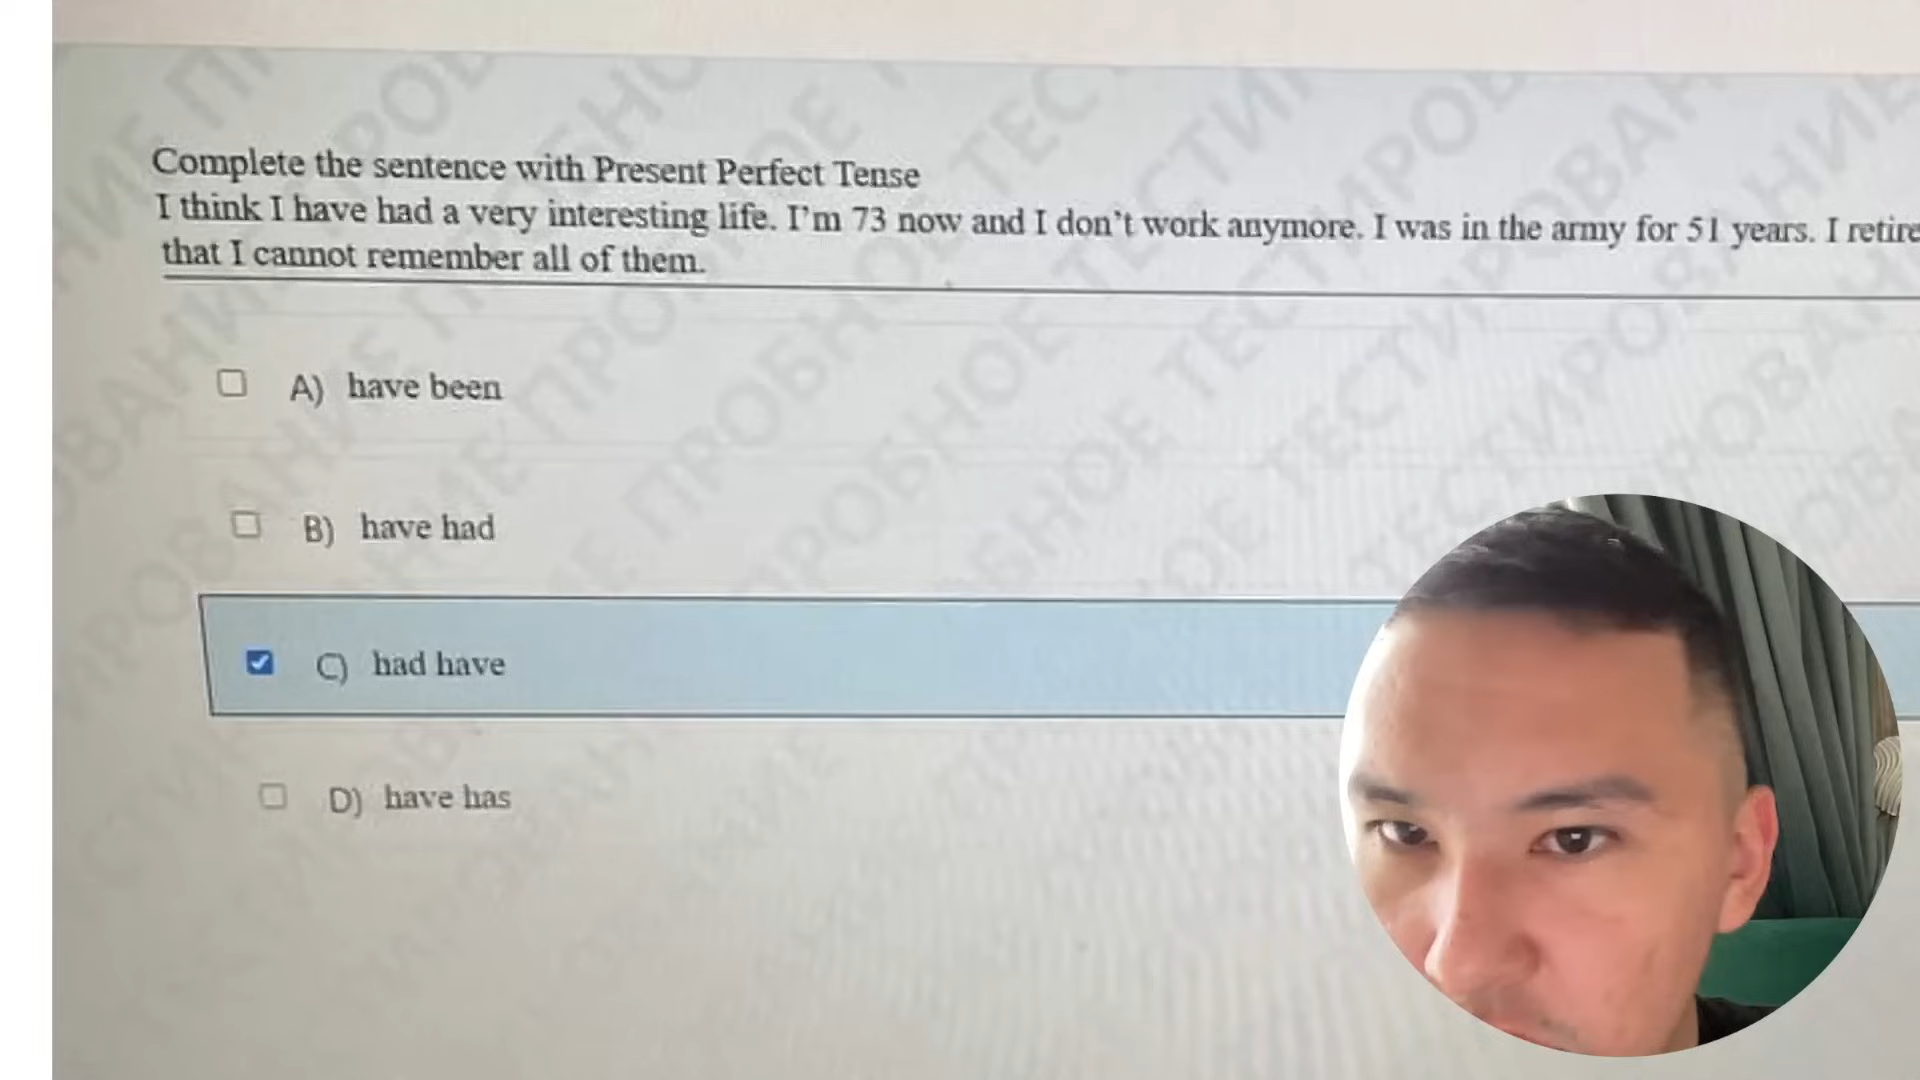 Complete the sentence with Present Perfect Tense
I think I have had a very interesting life. I'm 73 now and I don't work anymore. I was in the army for 51 years. I retire
that I cannot remember all of them.
A) have been
B) have had
C) had have
D) have has
ПРОБНОЕ ТЕСТИРОВАНИЕ